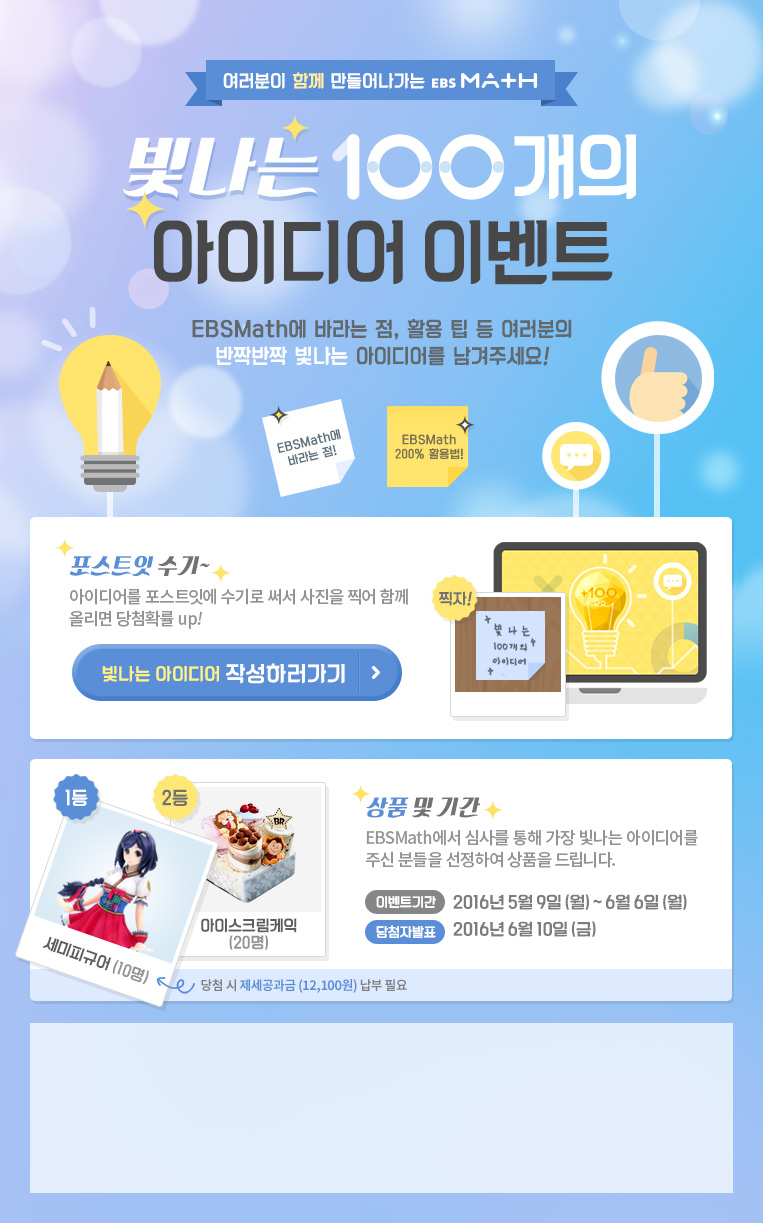 여러분이 함께 만들어나가는 EBS MATH
빛나는 100개의
아이디어 이벤트
EBSMath에 바라는 점, 활용 팁 등 여러분의
반짝반짝 빛나는 아이디어를 남겨주세요!
EBSMath에
바라는 점!
EBSMath
200% 활용법!
포스트잇 수기~
아이디어를 포스트잇에 수기로 써서 사진을 찍어 함께
올리면 당첨확률 up!
빛나는 아이디어 작성하러가기
찍자!
빛나는
100개의
아이디어
+100
1등
2등
BR
세미피규어 (10명)
아이스크림케익
(20명)
상품 및 기간
EBSMath에서 심사를 통해 가장 빛나는 아이디어를
주신 분들을 선정하여 상품을 드립니다.
이벤트기간 2016년 5월 9일 (월) ~ 6월 6일 (월)
당첨자발표 2016년 6월 10일 (금)
당첨 시 제세공과금 (12,100원) 납부 필요